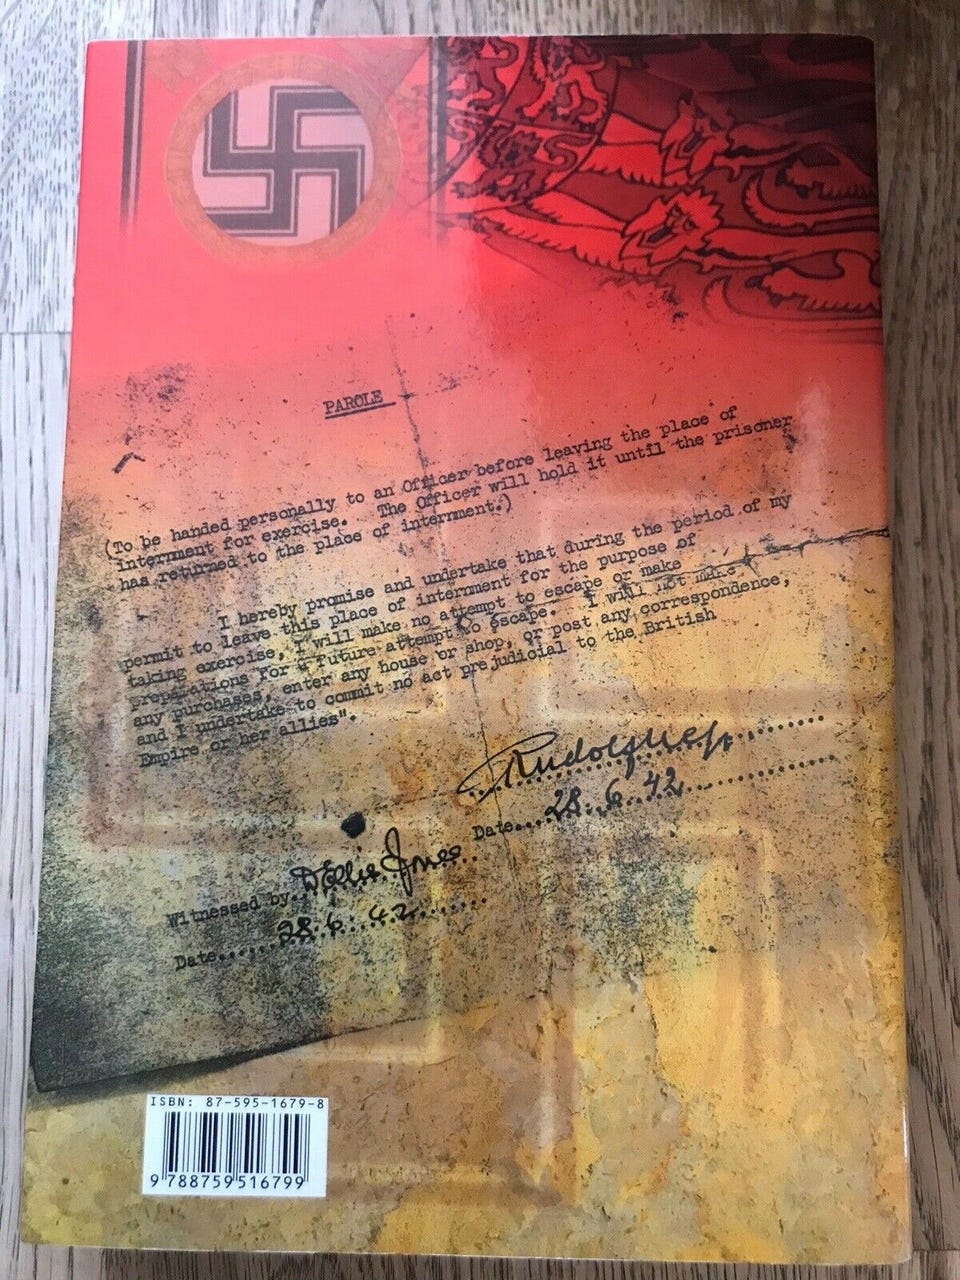 PAROLE
(To be handed personally to an Officer before leaving the place of
internment for exercise. The Officer will hold it until the prisoner
has returned to the place of internment.)
I hereby promise and undertake that during the period of my
permit to leave this place of internment for the purpose of
taking exercise, I will make no attempt to escape or make
preparations for a future attempt to escape. I will not make
any purchases, enter any house or shop, or post any correspondence,
and I undertake to commit no act prejudicial to the British
Empire or her allies".
Rudolf Hess
Date....28.6.42....
Witnessed by Jones
Date.....28.6.42.....
ISBN: 87-595-1679-8
9 788759 516799